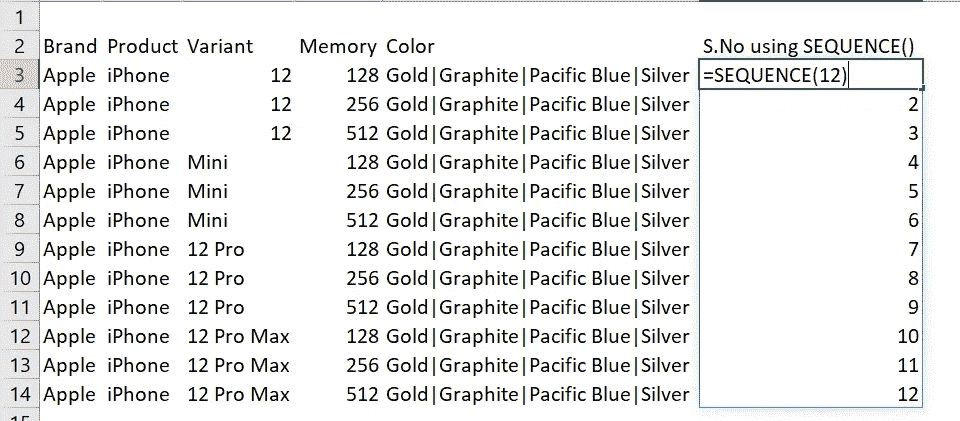 1
2 Brand Product Variant Memory Color S.No using SEQUENCE()
3 Apple iPhone 12 128 Gold|Graphite|Pacific Blue|Silver =SEQUENCE(12)
4 Apple iPhone 12 256 Gold|Graphite|Pacific Blue|Silver 2
5 Apple iPhone 12 512 Gold|Graphite|Pacific Blue|Silver 3
6 Apple iPhone Mini 128 Gold|Graphite|Pacific Blue|Silver 4
7 Apple iPhone Mini 256 Gold|Graphite|Pacific Blue|Silver 5
8 Apple iPhone Mini 512 Gold|Graphite|Pacific Blue|Silver 6
9 Apple iPhone 12 Pro 128 Gold|Graphite|Pacific Blue|Silver 7
10 Apple iPhone 12 Pro 256 Gold|Graphite|Pacific Blue|Silver 8
11 Apple iPhone 12 Pro 512 Gold|Graphite|Pacific Blue|Silver 9
12 Apple iPhone 12 Pro Max 128 Gold|Graphite|Pacific Blue|Silver 10
13 Apple iPhone 12 Pro Max 256 Gold|Graphite|Pacific Blue|Silver 11
14 Apple iPhone 12 Pro Max 512 Gold|Graphite|Pacific Blue|Silver 12